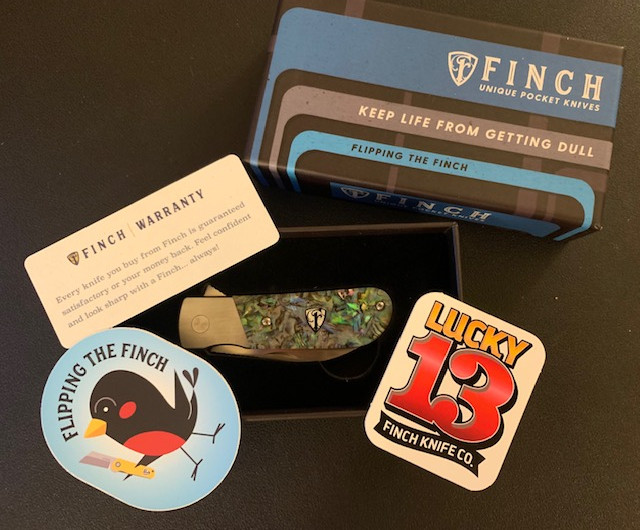 FINCH
UNIQUE POCKET KNIVES
KEEP LIFE FROM GETTING DULL
FLIPPING THE FINCH
FINCH
FINCH | WARRANTY
Every knife you buy from Finch is guaranteed
satisfactory or your money back. Feel confident
and look sharp with a Finch... always!
FLIPPING THE FINCH
LUCKY
13
FINCH KNIFE CO.